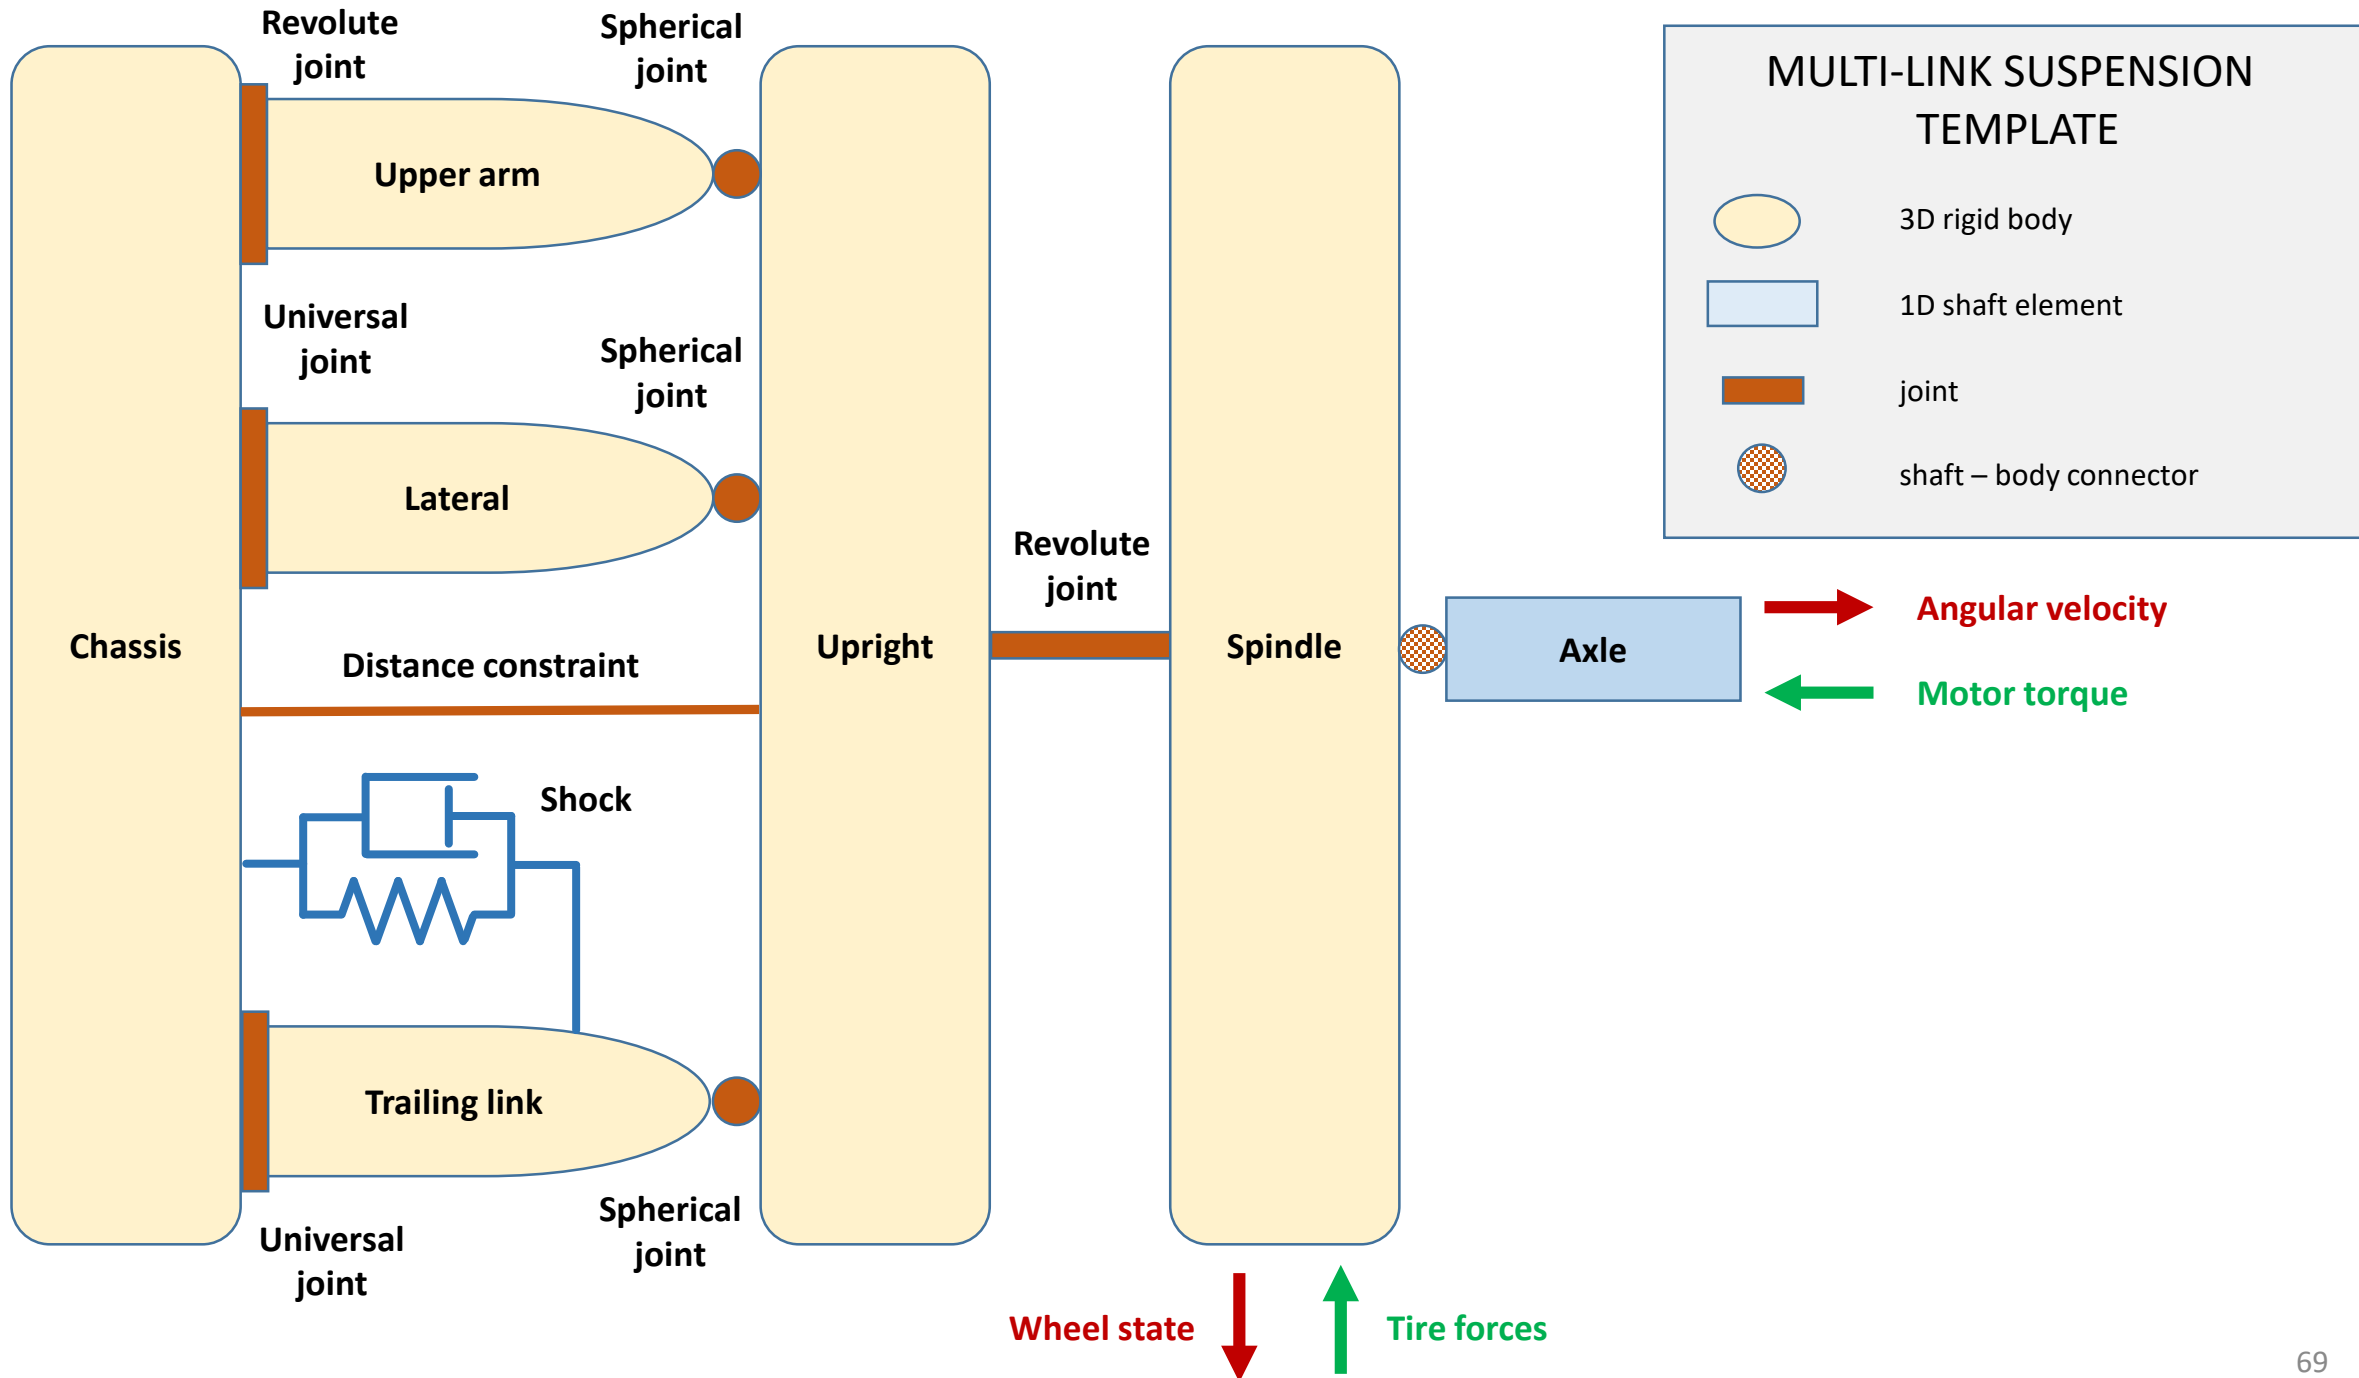 Revolute
joint
Spherical
joint
MULTI-LINK SUSPENSION
TEMPLATE
Upper arm
3D rigid body
Universal
joint
Spherical
joint
1D shaft element
joint
Lateral
shaft – body connector
Revolute
joint
Chassis
Distance constraint
Upright
Spindle
Axle
Angular velocity
Motor torque
Shock
Trailing link
Universal
joint
Spherical
joint
Wheel state
Tire forces
69